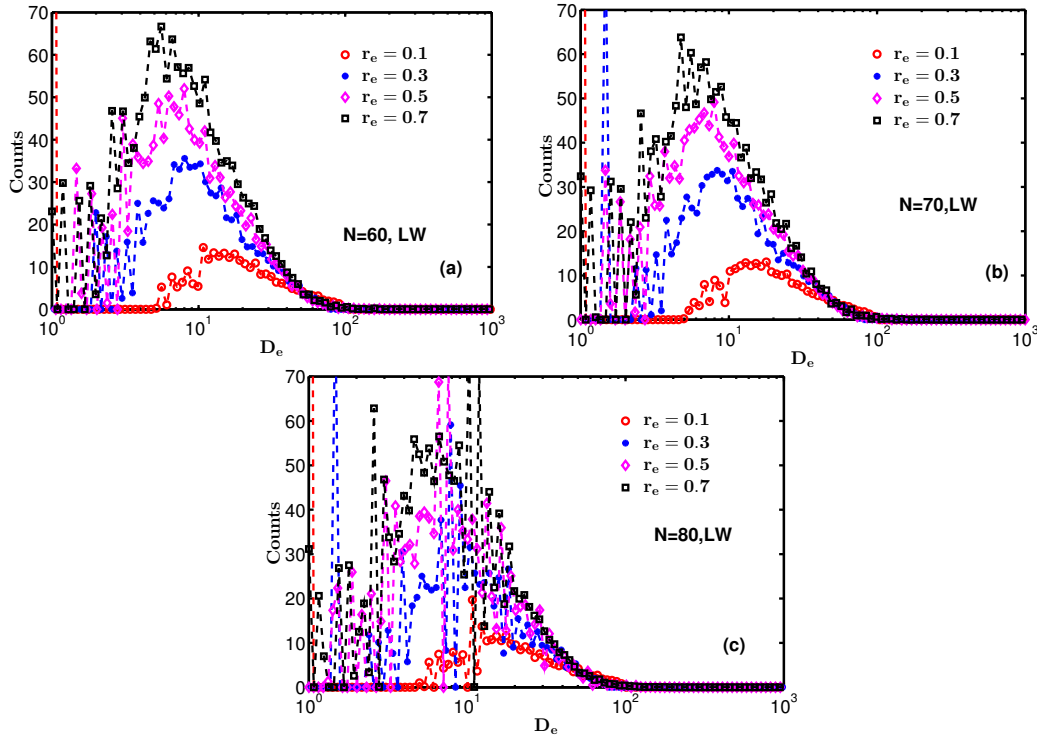 70
60
50
40
30
20
10
0
Counts
10^0
10^1
10^2
10^3
D_e
r_e = 0.1
r_e = 0.3
r_e = 0.5
r_e = 0.7
N=60, LW
(a)
70
60
50
40
30
20
10
0
Counts
10^0
10^1
10^2
10^3
D_e
r_e = 0.1
r_e = 0.3
r_e = 0.5
r_e = 0.7
N=70,LW
(b)
70
60
50
40
30
20
10
0
Counts
10^0
10^1
10^2
10^3
D_e
r_e = 0.1
r_e = 0.3
r_e = 0.5
r_e = 0.7
N=80,LW
(c)